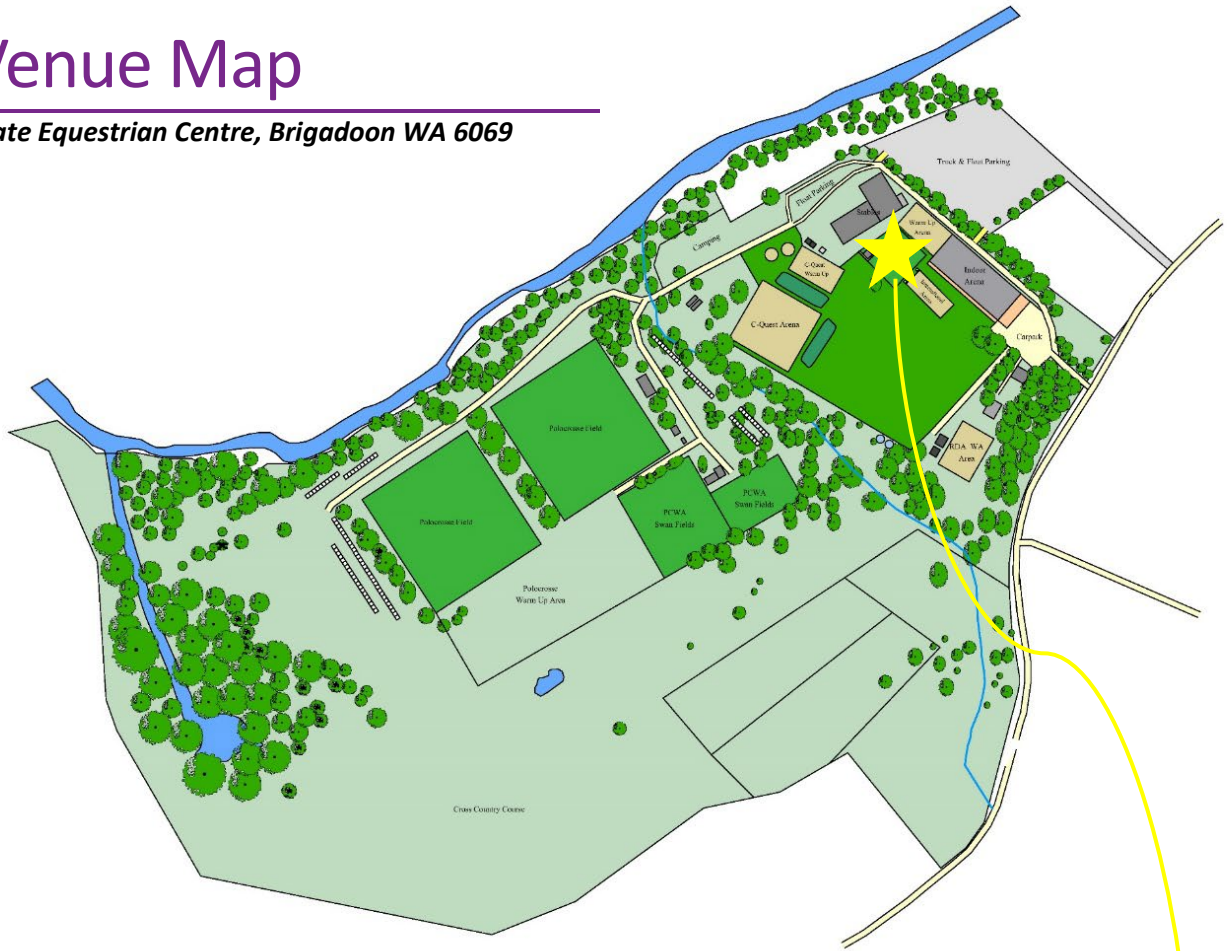 Venue Map
ate Equestrian Centre, Brigadoon WA 6069
Truck & Float Parking
Float Parking
Stables
Warm Up
Arena
Camping
C-Quest
Warm Up
Indoor
Arena
International
Arena
C-Quest Arena
Carpark
Polocrosse Field
RDA WA
Area
PCWA
Swan Fields
PCWA
Swan Fields
Polocrosse Field
Polocrosse
Warm Up Area
Cross Country Course